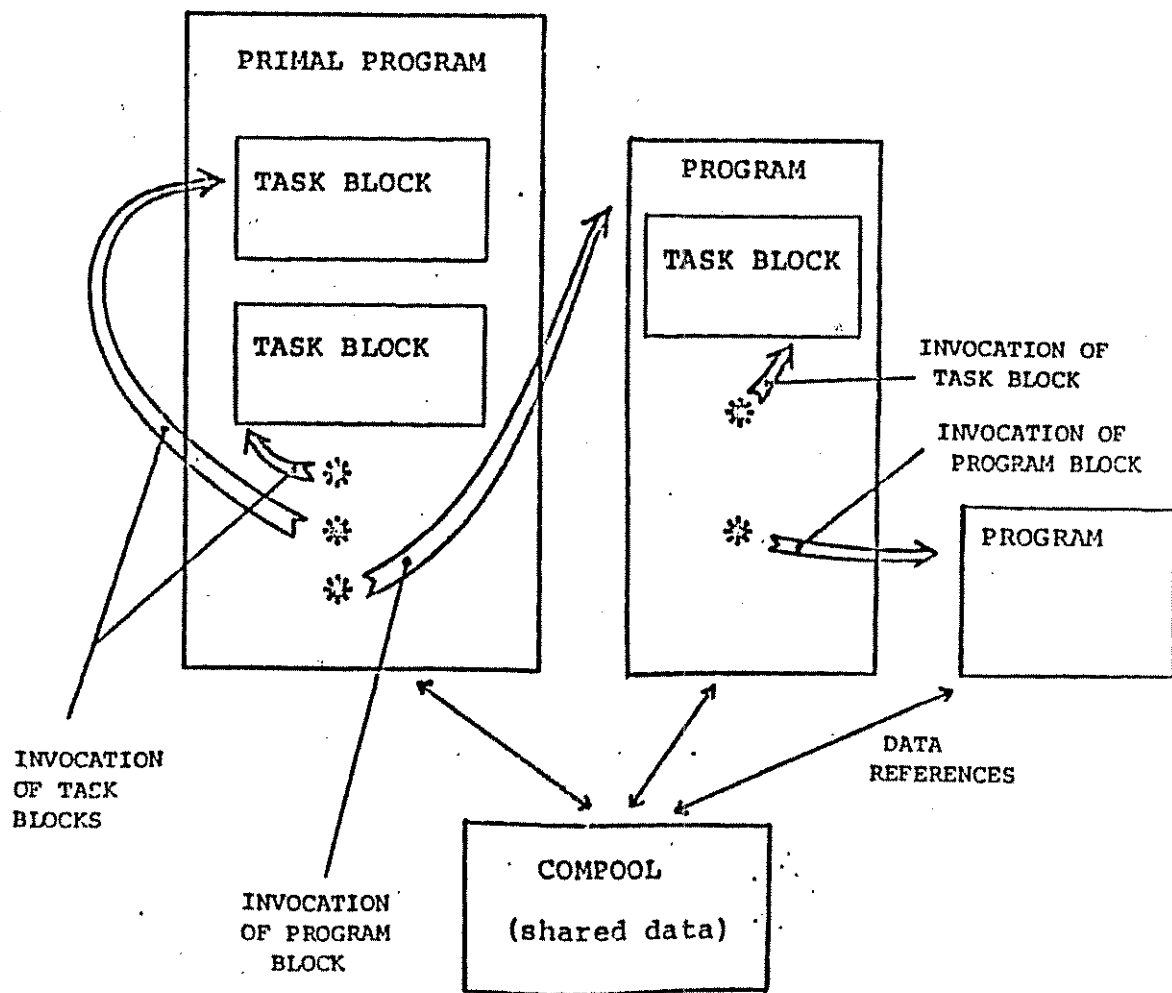 PRIMAL PROGRAM
TASK BLOCK
TASK BLOCK
PROGRAM
TASK BLOCK
INVOCATION OF
TASK BLOCK
INVOCATION OF
PROGRAM BLOCK
PROGRAM
INVOCATION
OF TASK
BLOCKS
INVOCATION
OF PROGRAM
BLOCK
DATA
REFERENCES
COMPOOL
(shared data)